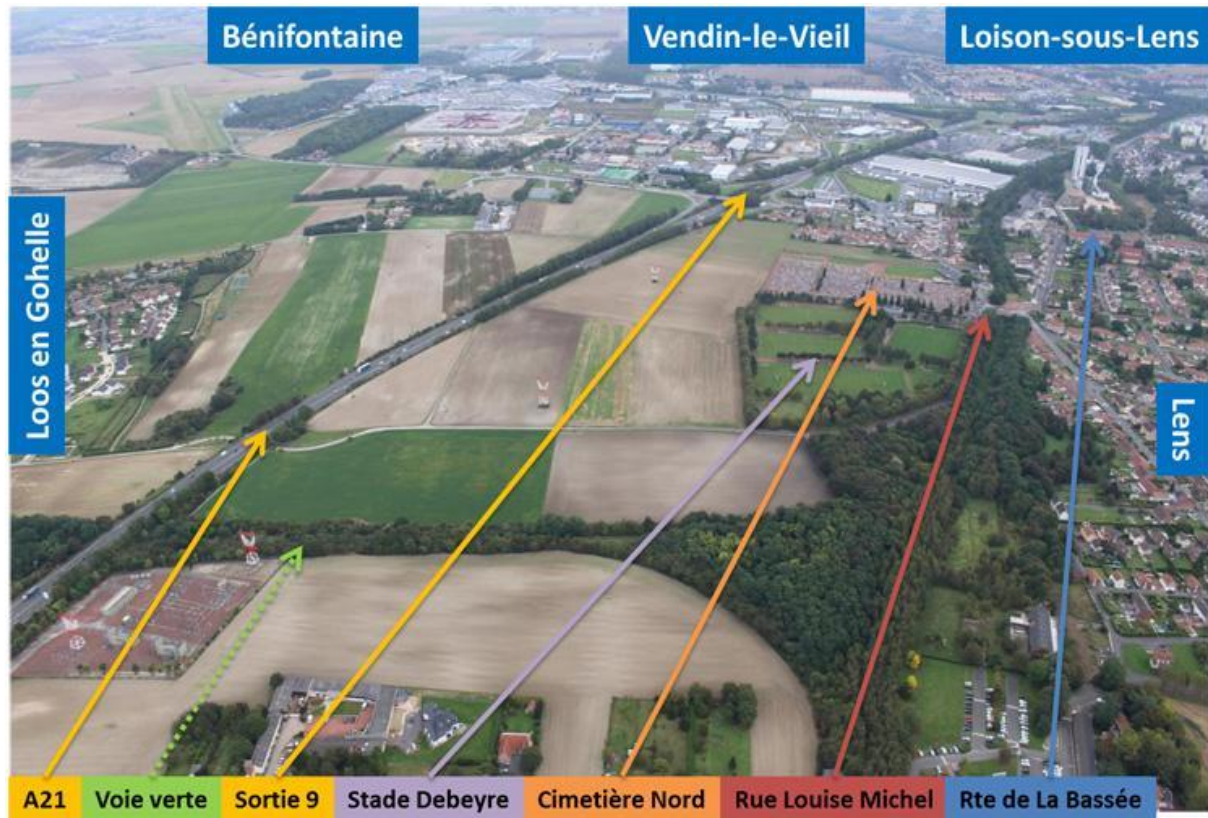 Bénifontaine
Vendin-le-Vieil
Loison-sous-Lens
Loos en Gohelle
Lens
A21
Voie verte
Sortie 9
Stade Debeyre
Cimetière Nord
Rue Louise Michel
Rte de La Bassée